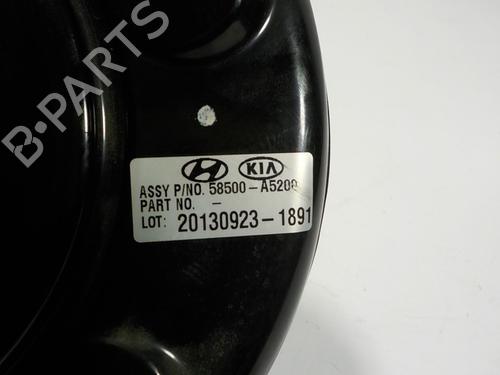 B-PARTS
KIA
ASSY P/NO. 58500-A5200
PART NO. -
LOT: 20130923-1891